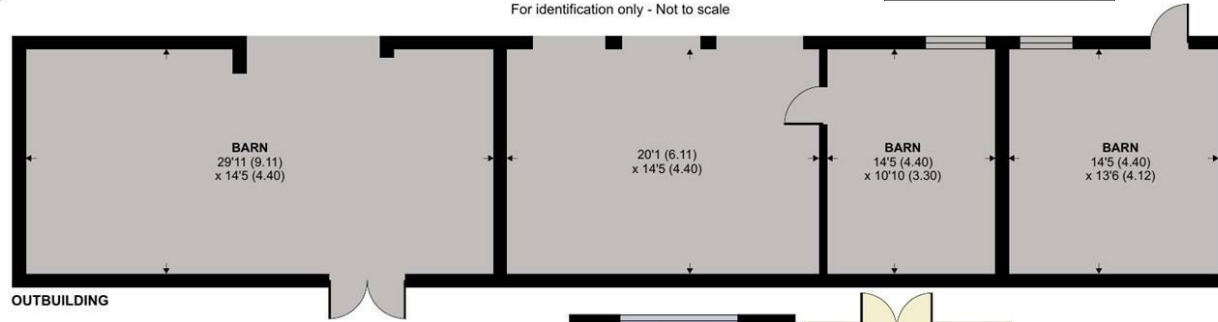 For identification only - Not to scale
BARN
29'11 (9.11)
x 14'5 (4.40)
20'1 (6.11)
x 14'5 (4.40)
BARN
14'5 (4.40)
x 10'10 (3.30)
BARN
14'5 (4.40)
x 13'6 (4.12)
OUTBUILDING